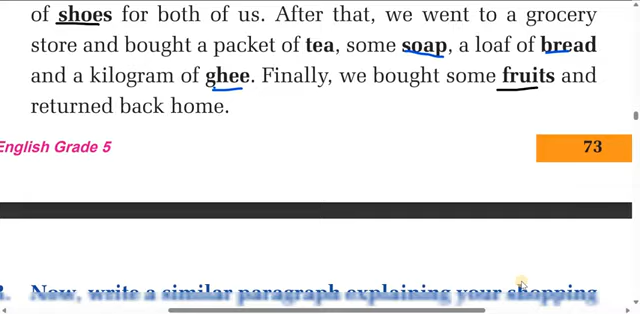 of shoes for both of us. After that, we went to a grocery
store and bought a packet of tea, some soap, a loaf of bread
and a kilogram of ghee. Finally, we bought some fruits and
returned back home.
English Grade 5
73
Now, write a similar paragraph explaining your shopping